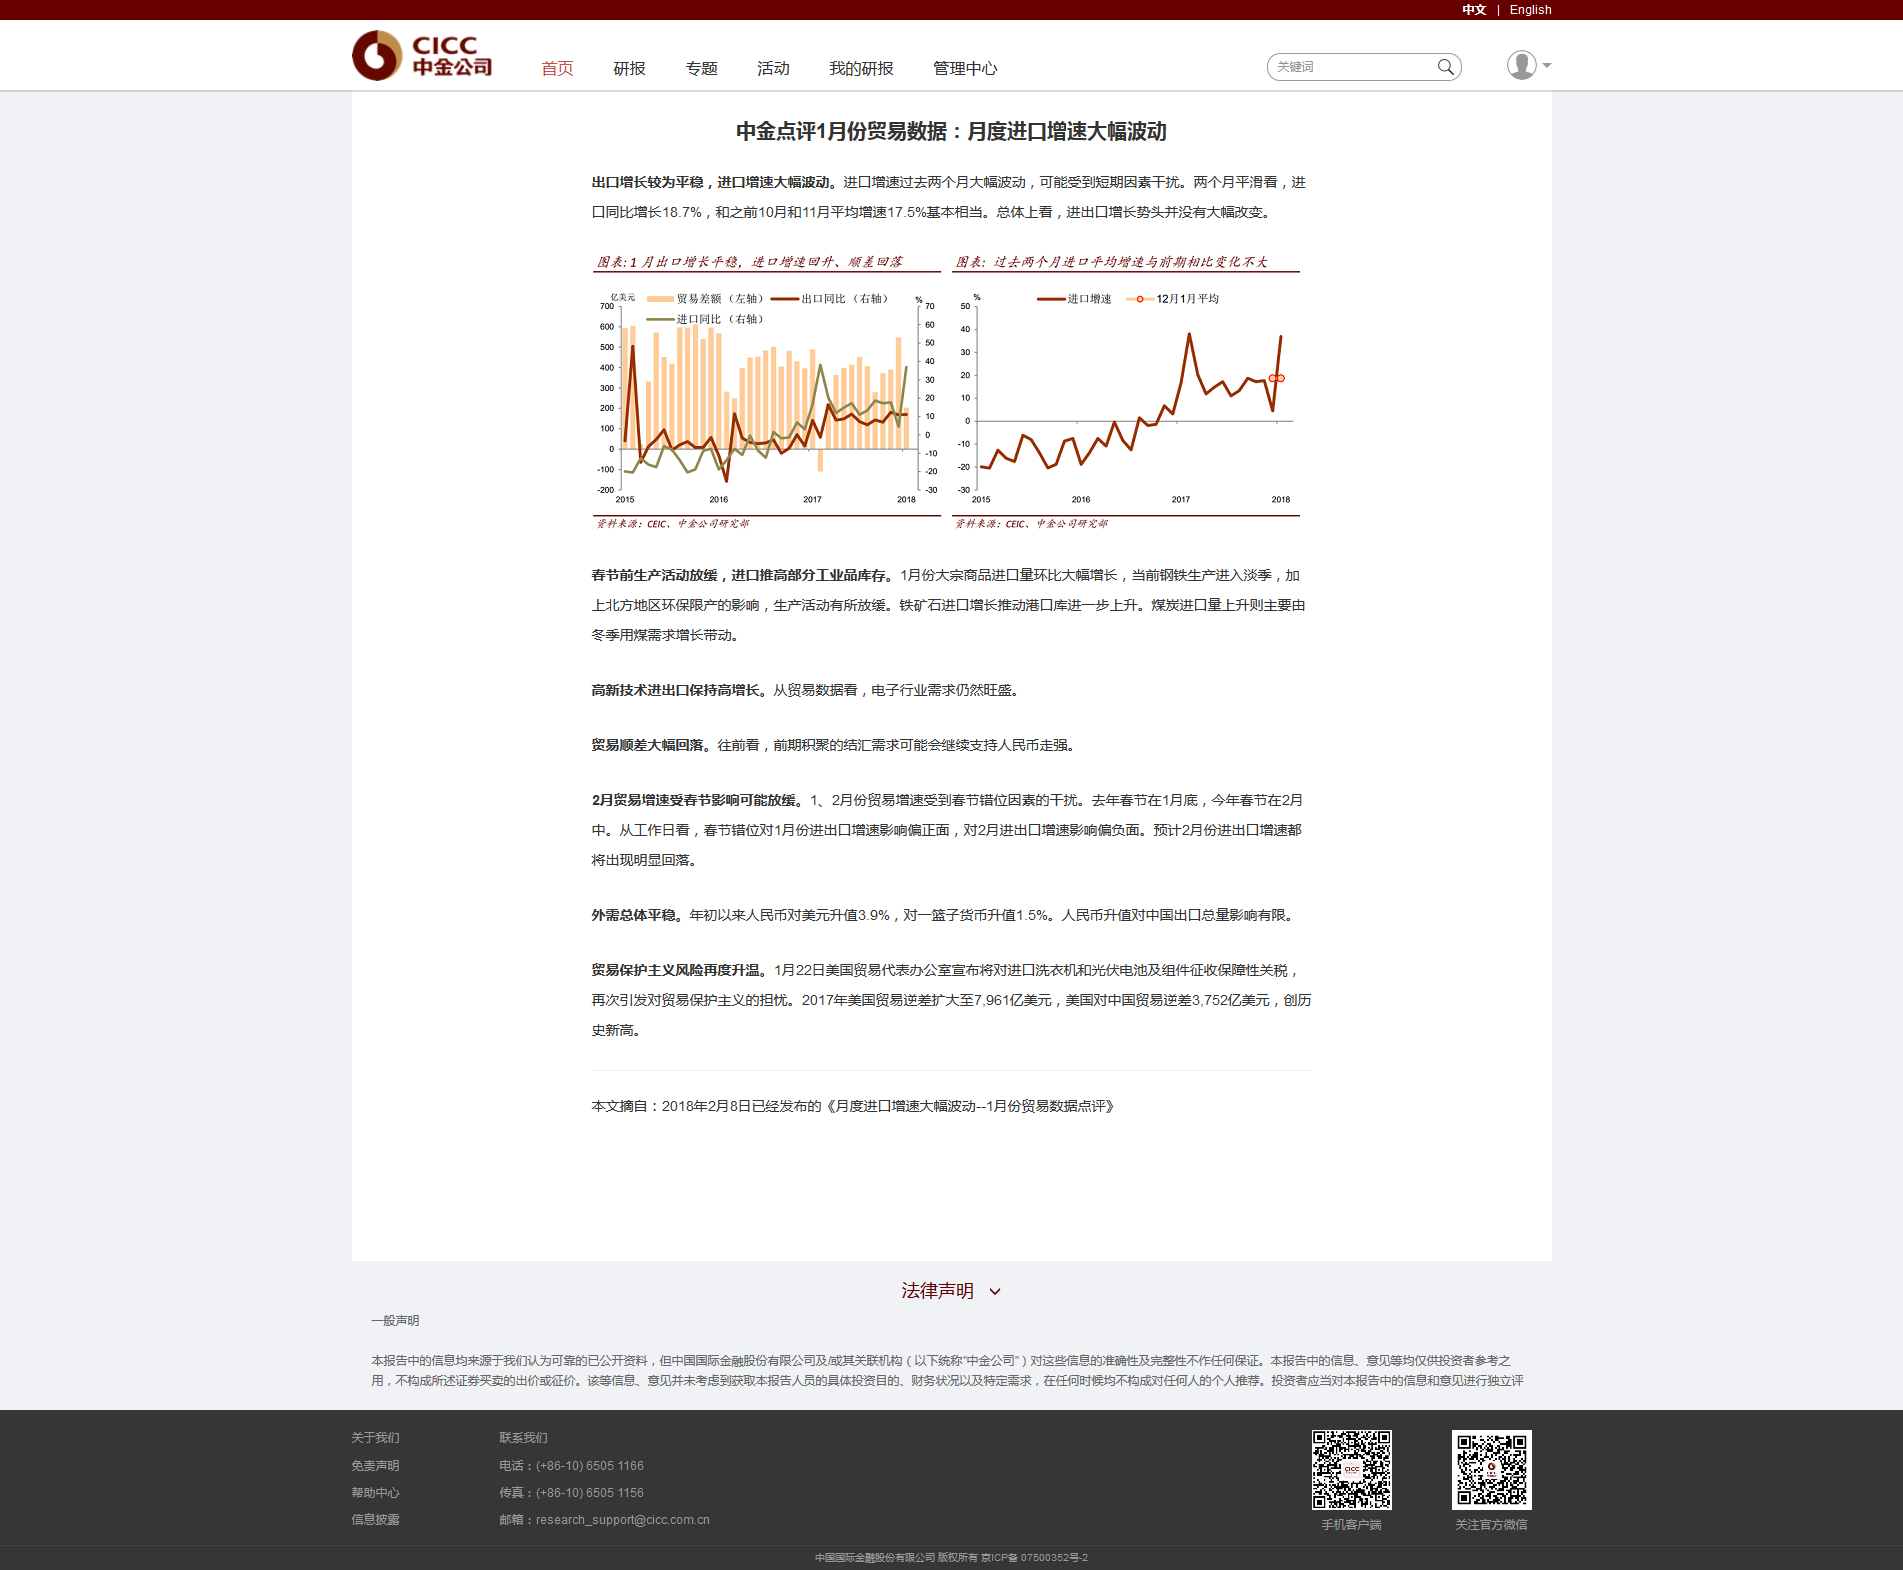 中文 | English
CICC
中金公司
首页 研报 专题 活动 我的研报 管理中心
关键词
中金点评1月份贸易数据：月度进口增速大幅波动
出口增长较为平稳，进口增速大幅波动。进口增速过去两个月大幅波动，可能受到短期因素干扰。两个月平滑看，进
口同比增长18.7%，和之前10月和11月平均增速17.5%基本相当。总体上看，进出口增长势头并没有大幅改变。
图表: 1 月出口增长平稳，进口增速回升、顺差回落
亿美元
贸易差额（左轴） 出口同比（右轴） %
进口同比（右轴）
700
600
500
400
300
200
100
0
-100
-200
70
60
50
40
30
20
10
0
-10
-20
-30
2015 2016 2017 2018
资料来源：CEIC、中金公司研究部
图表: 过去两个月进口平均增速与前期相比变化不大
%
进口增速 12月1月平均
50
40
30
20
10
0
-10
-20
-30
2015 2016 2017 2018
资料来源：CEIC、中金公司研究部
春节前生产活动放缓，进口推高部分工业品库存。1月份大宗商品进口量环比大幅增长，当前钢铁生产进入淡季，加
上北方地区环保限产的影响，生产活动有所放缓。铁矿石进口增长推动港口库进一步上升。煤炭进口量上升则主要由
冬季用煤需求增长带动。
高新技术进出口保持高增长。从贸易数据看，电子行业需求仍然旺盛。
贸易顺差大幅回落。往前看，前期积聚的结汇需求可能会继续支持人民币走强。
2月贸易增速受春节影响可能放缓。1、2月份贸易增速受到春节错位因素的干扰。去年春节在1月底，今年春节在2月
中。从工作日看，春节错位对1月份进出口增速影响偏正面，对2月进出口增速影响偏负面。预计2月份进出口增速都
将出现明显回落。
外需总体平稳。年初以来人民币对美元升值3.9%，对一篮子货币升值1.5%。人民币升值对中国出口总量影响有限。
贸易保护主义风险再度升温。1月22日美国贸易代表办公室宣布将对进口洗衣机和光伏电池及组件征收保障性关税，
再次引发对贸易保护主义的担忧。2017年美国贸易逆差扩大至7,961亿美元，美国对中国贸易逆差3,752亿美元，创历
史新高。
本文摘自：2018年2月8日已经发布的《月度进口增速大幅波动--1月份贸易数据点评》
法律声明
一般声明
本报告中的信息均来源于我们认为可靠的已公开资料，但中国国际金融股份有限公司及/或其关联机构（以下统称"中金公司"）对这些信息的准确性及完整性不作任何保证。本报告中的信息、意见等均仅供投资者参考之
用，不构成所述证券买卖的出价或征价。该等信息、意见并未考虑到获取本报告人员的具体投资目的、财务状况以及特定需求，在任何时候均不构成对任何人的个人推荐。投资者应当对本报告中的信息和意见进行独立评
关于我们
免责声明
帮助中心
信息披露
联系我们
电话：(+86-10) 6505 1166
传真：(+86-10) 6505 1156
邮箱：research_support@cicc.com.cn
CICC
手机客户端
关注官方微信
中国国际金融股份有限公司 版权所有 京ICP备 07500352号-2